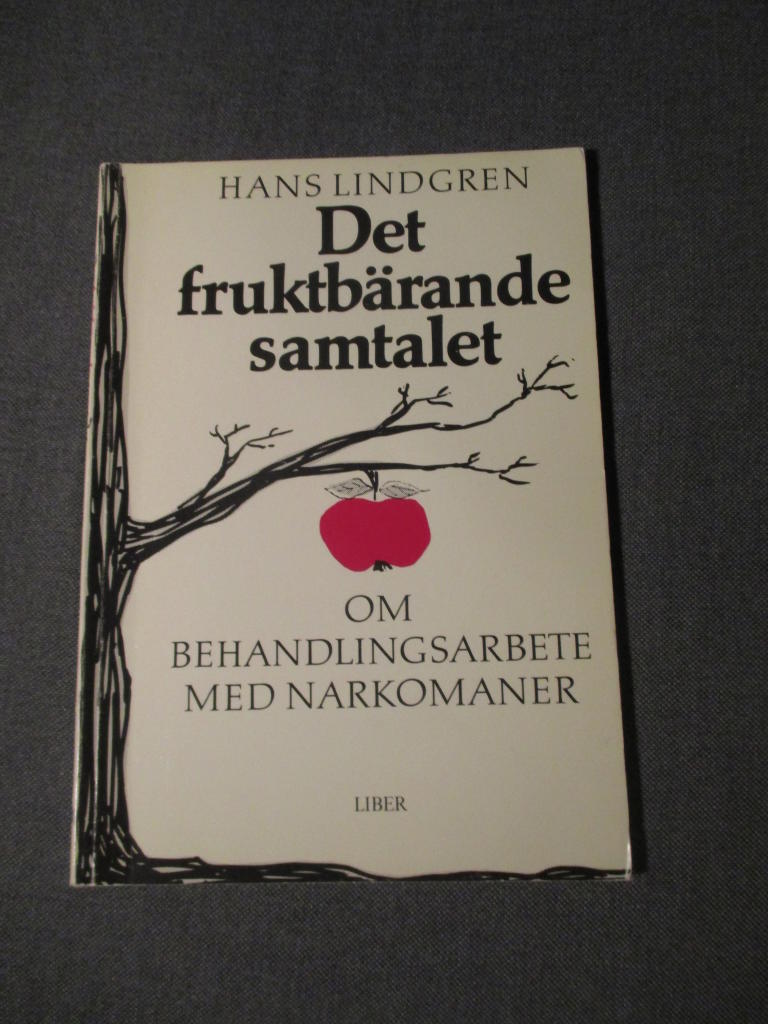 HANS LINDGREN
Det
fruktbärande
samtalet
OM
BEHANDLINGSARBETE
MED NARKOMANER
LIBER